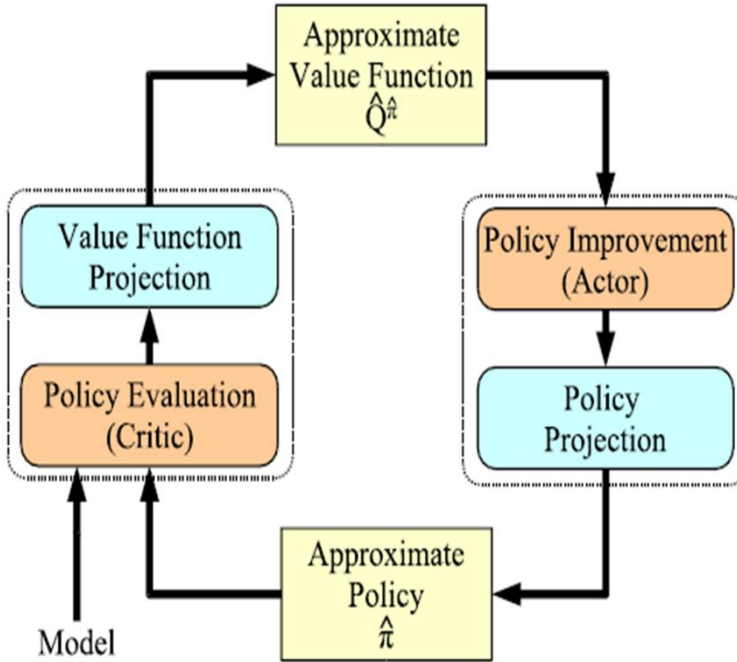 Approximate
Value Function
Q̂^π̂
Value Function
Projection
Policy Improvement
(Actor)
Policy Evaluation
(Critic)
Policy
Projection
Approximate
Policy
π̂
Model